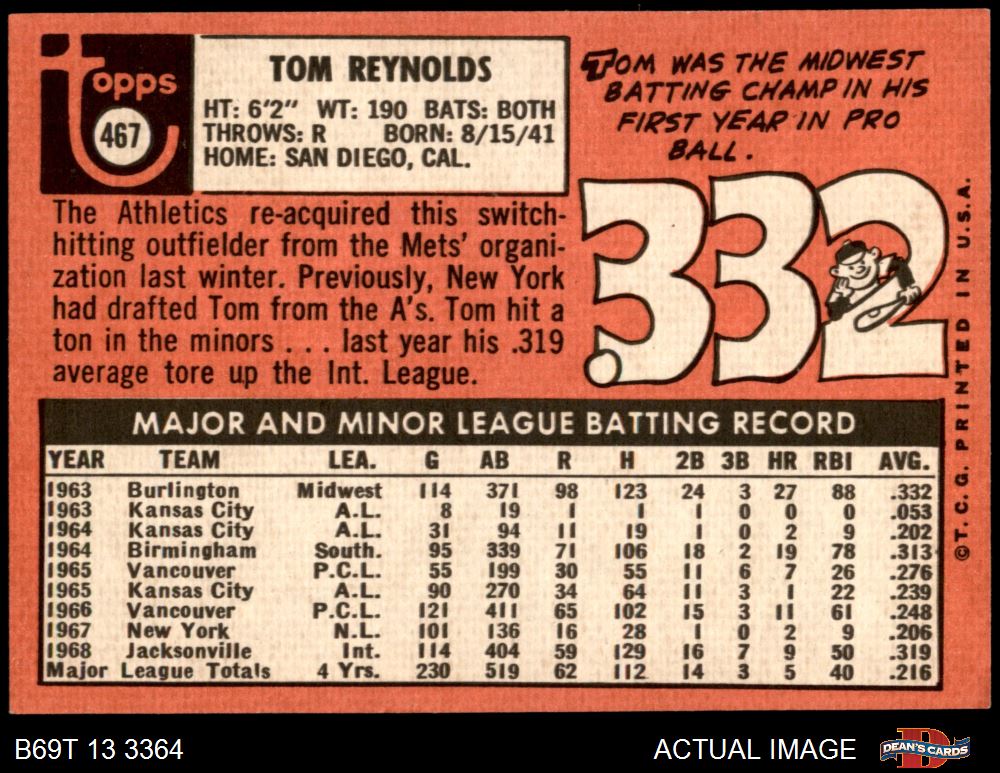 Topps
467
TOM REYNOLDS
HT: 6'2" WT: 190 BATS: BOTH
THROWS: R BORN: 8/15/41
HOME: SAN DIEGO, CAL.
TOM WAS THE MIDWEST
BATTING CHAMP IN HIS
FIRST YEAR IN PRO
BALL.
.332
The Athletics re-acquired this switch-
hitting outfielder from the Mets' organi-
zation last winter. Previously, New York
had drafted Tom from the A's. Tom hit a
ton in the minors . . . last year his .319
average tore up the Int. League.
MAJOR AND MINOR LEAGUE BATTING RECORD
YEAR TEAM LEA. G AB R H 2B 3B HR RBI AVG.
1963 Burlington Midwest 114 371 98 123 24 3 27 88 .332
1963 Kansas City A.L. 8 19 1 1 1 0 0 0 .053
1964 Kansas City A.L. 31 94 11 19 1 0 2 9 .202
1964 Birmingham South. 95 339 71 106 18 2 19 78 .313
1965 Vancouver P.C.L. 55 199 30 55 11 6 7 26 .276
1965 Kansas City A.L. 90 270 34 64 11 3 1 22 .239
1966 Vancouver P.C.L. 121 411 65 102 15 3 11 61 .248
1967 New York N.L. 101 136 16 28 1 0 2 9 .206
1968 Jacksonville Int. 114 404 59 129 16 7 9 50 .319
Major League Totals 4 Yrs. 230 519 62 112 14 3 5 40 .216
©T. C. G. PRINTED IN U.S.A.
B69T 13 3364
ACTUAL IMAGE
DEAN'S CARDS